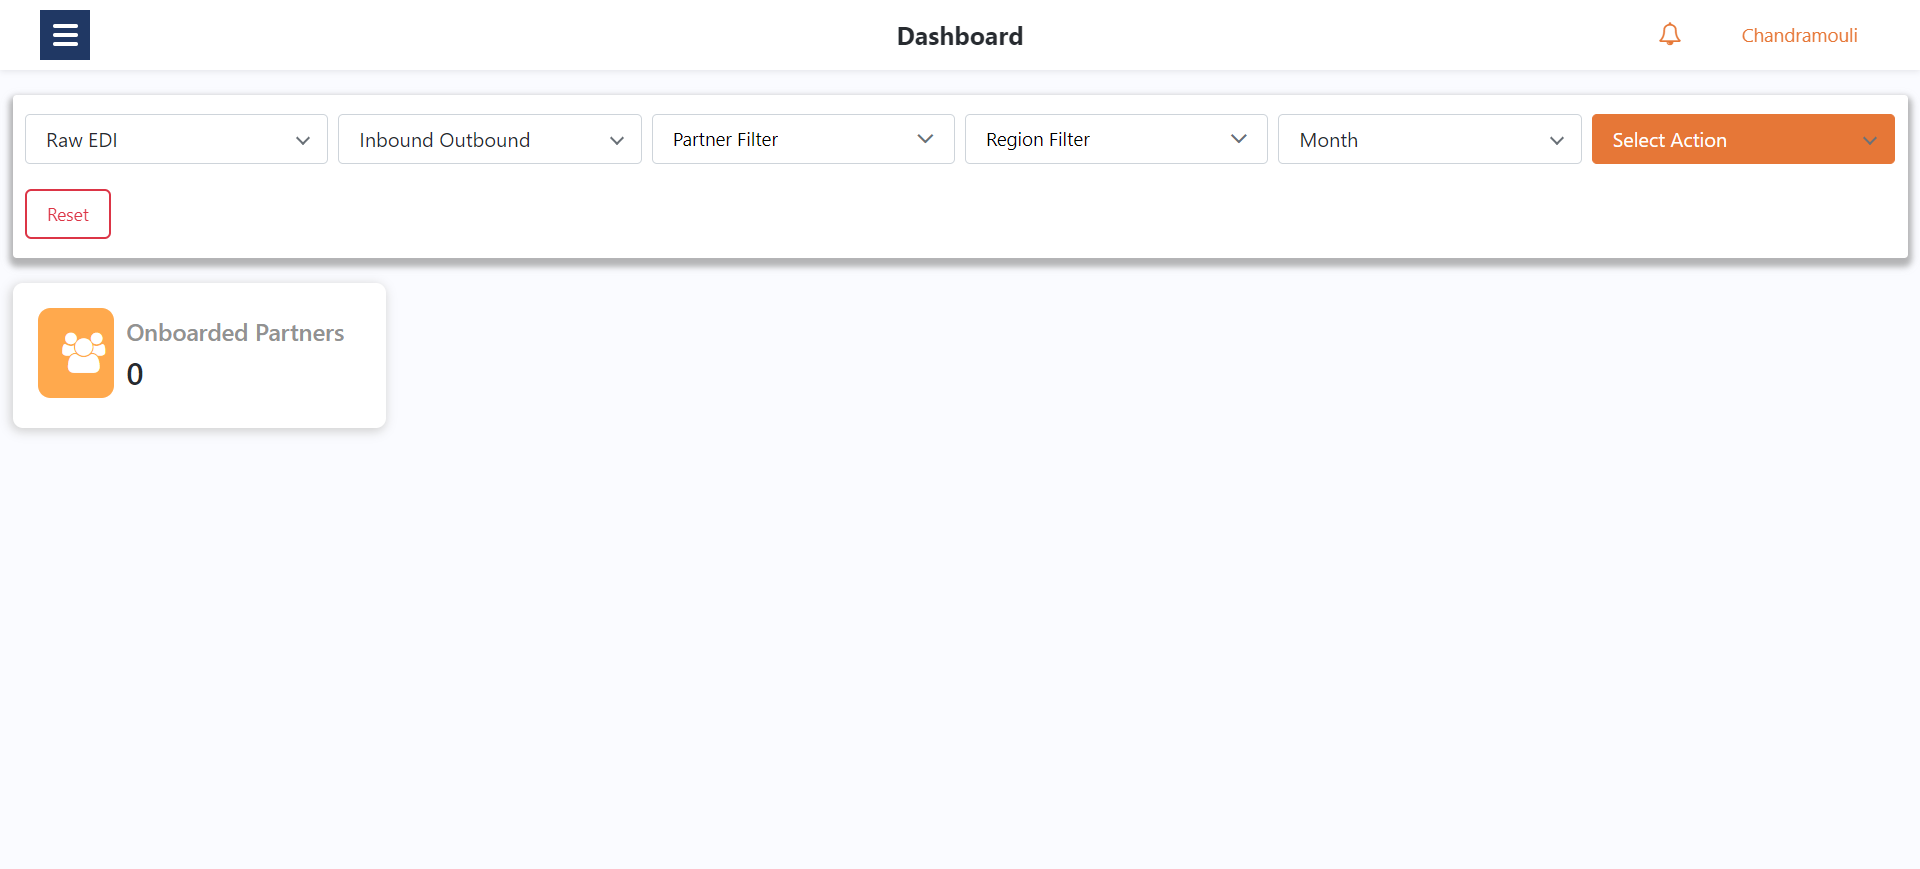 Dashboard
Chandramouli
Raw EDI
Inbound Outbound
Partner Filter
Region Filter
Month
Select Action
Reset
Onboarded Partners
0